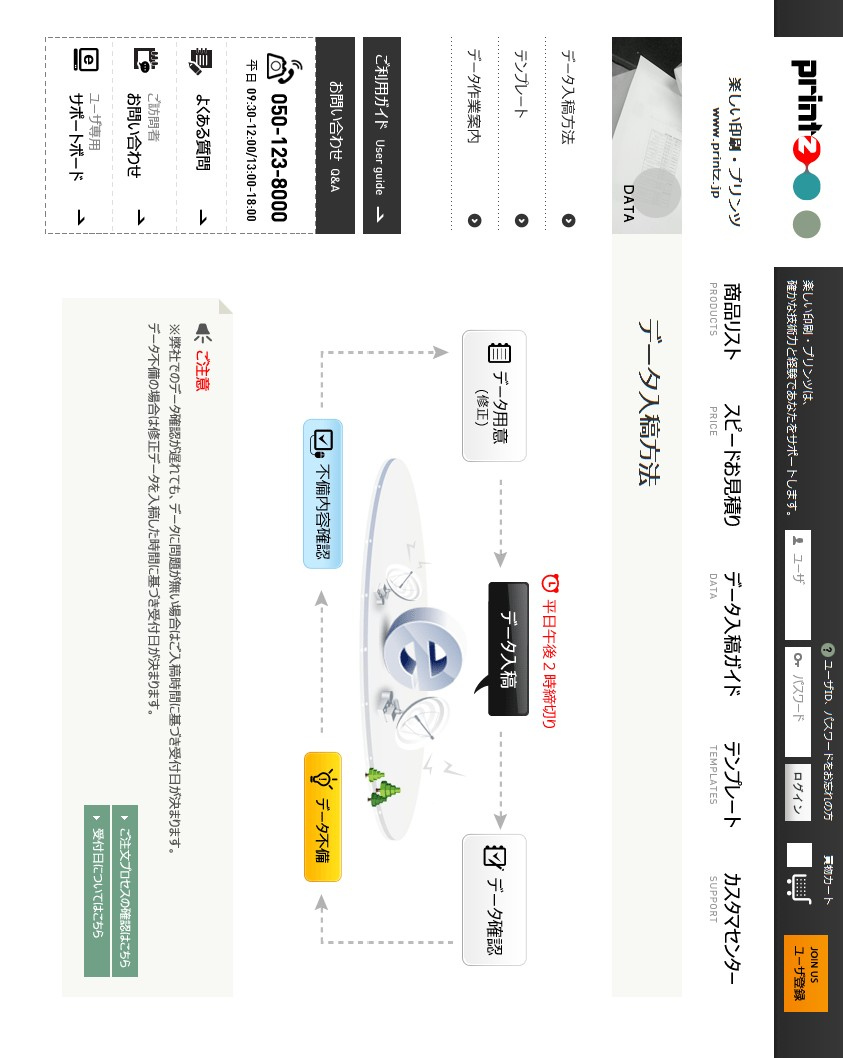 printz
楽しい印刷・プリンツは、
確かな技術力と経験であなたをサポートします。
ユーザ
パスワード
ログイン
? ユーザID、パスワードをお忘れの方
買物カート
JOIN US
ユーザ登録
楽しい印刷・プリンツ
www.printz.jp
商品リスト
PRODUCTS
スピードお見積り
PRICE
データ入稿ガイド
DATA
テンプレート
TEMPLATES
カスタマセンター
SUPPORT
DATA
データ入稿方法
テンプレート
データ作業案内
ご利用ガイド User guide
お問い合わせ Q&A
050-123-8000
平日 09:30-12:00/13:00-18:00
よくある質問
ご訪問者
お問い合わせ
ユーザ専用
サポートボード
データ入稿方法
平日午後2時締切り
データ用意
(修正)
データ入稿
データ確認
e
不備内容確認
データ不備
ご注意
※弊社でのデータ確認が遅れても、データに問題が無い場合はご入稿時間に基づき受付日が決まります。
データ不備の場合は修正データを入稿した時間に基づき受付日が決まります。
ご注文プロセスの確認はこちら
受付日についてはこちら